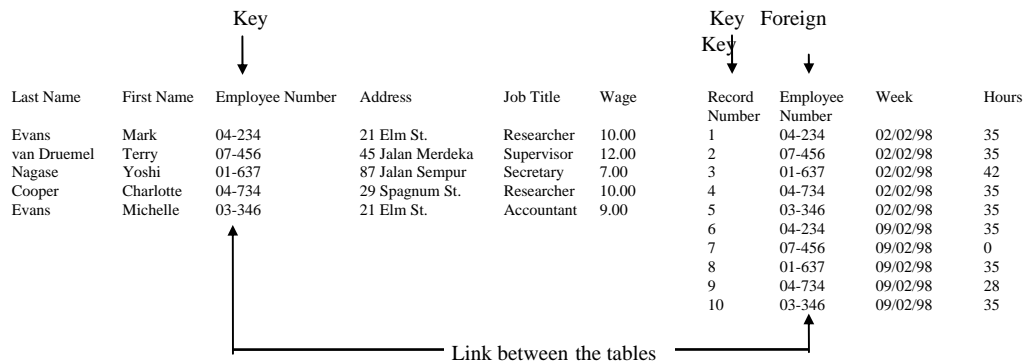 Key
Key Foreign
Key
Last Name First Name Employee Number Address Job Title Wage
Evans Mark 04-234 21 Elm St. Researcher 10.00
van Druemel Terry 07-456 45 Jalan Merdeka Supervisor 12.00
Nagase Yoshi 01-637 87 Jalan Sempur Secretary 7.00
Cooper Charlotte 04-734 29 Spagnum St. Researcher 10.00
Evans Michelle 03-346 21 Elm St. Accountant 9.00
Record Employee Week Hours
Number Number
1 04-234 02/02/98 35
2 07-456 02/02/98 35
3 01-637 02/02/98 42
4 04-734 02/02/98 35
5 03-346 02/02/98 35
6 04-234 09/02/98 35
7 07-456 09/02/98 0
8 01-637 09/02/98 35
9 04-734 09/02/98 28
10 03-346 09/02/98 35
Link between the tables